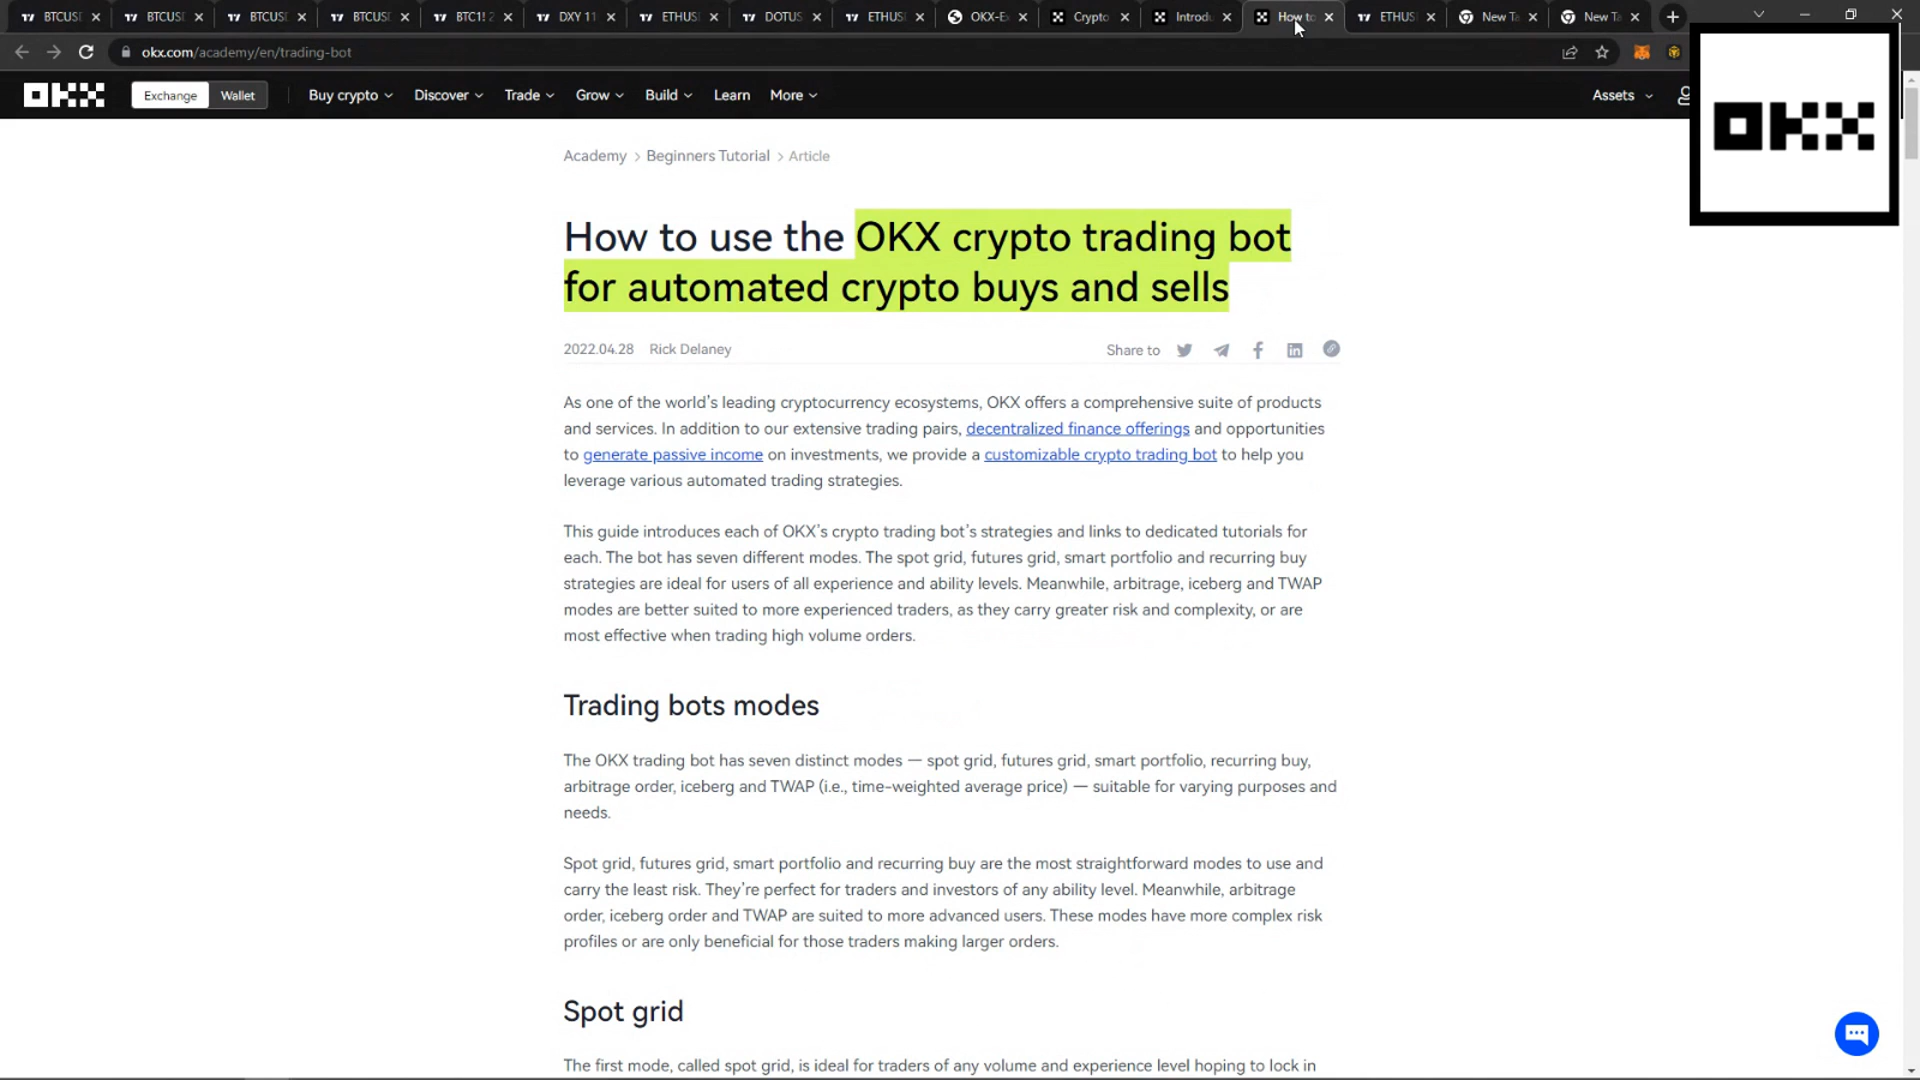 BTCUSD
BTCUSD
BTCUSD
BTCUSD
BTC1! 2
DXY 11
ETHUSD
DOTUS
ETHUSD
OKX-Ex
Crypto
Introdu
How to
ETHUSD
New Ta
New Ta
okx.com/academy/en/trading-bot
OKX
Exchange
Wallet
Buy crypto
Discover
Trade
Grow
Build
Learn
More
Assets
OKX
Academy > Beginners Tutorial > Article
How to use the OKX crypto trading bot
for automated crypto buys and sells
2022.04.28 Rick Delaney
Share to
As one of the world's leading cryptocurrency ecosystems, OKX offers a comprehensive suite of products
and services. In addition to our extensive trading pairs, decentralized finance offerings and opportunities
to generate passive income on investments, we provide a customizable crypto trading bot to help you
leverage various automated trading strategies.
This guide introduces each of OKX's crypto trading bot's strategies and links to dedicated tutorials for
each. The bot has seven different modes. The spot grid, futures grid, smart portfolio and recurring buy
strategies are ideal for users of all experience and ability levels. Meanwhile, arbitrage, iceberg and TWAP
modes are better suited to more experienced traders, as they carry greater risk and complexity, or are
most effective when trading high volume orders.
Trading bots modes
The OKX trading bot has seven distinct modes — spot grid, futures grid, smart portfolio, recurring buy,
arbitrage order, iceberg and TWAP (i.e., time-weighted average price) — suitable for varying purposes and
needs.
Spot grid, futures grid, smart portfolio and recurring buy are the most straightforward modes to use and
carry the least risk. They're perfect for traders and investors of any ability level. Meanwhile, arbitrage
order, iceberg order and TWAP are suited to more advanced users. These modes have more complex risk
profiles or are only beneficial for those traders making larger orders.
Spot grid
The first mode, called spot grid, is ideal for traders of any volume and experience level hoping to lock in